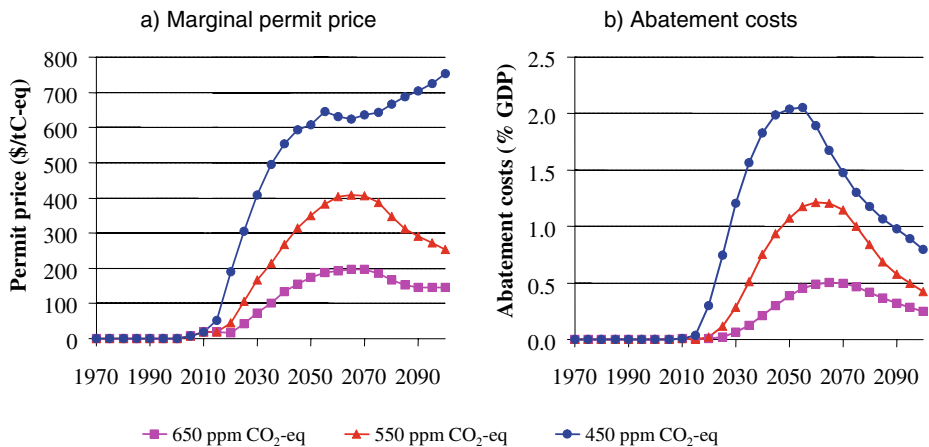 a) Marginal permit price
Permit price ($/tC-eq)
800
700
600
500
400
300
200
100
0
1970 1990 2010 2030 2050 2070 2090
b) Abatement costs
Abatement costs (% GDP)
2.5
2.0
1.5
1.0
0.5
0.0
1970 1990 2010 2030 2050 2070 2090
650 ppm CO₂-eq 550 ppm CO₂-eq 450 ppm CO₂-eq